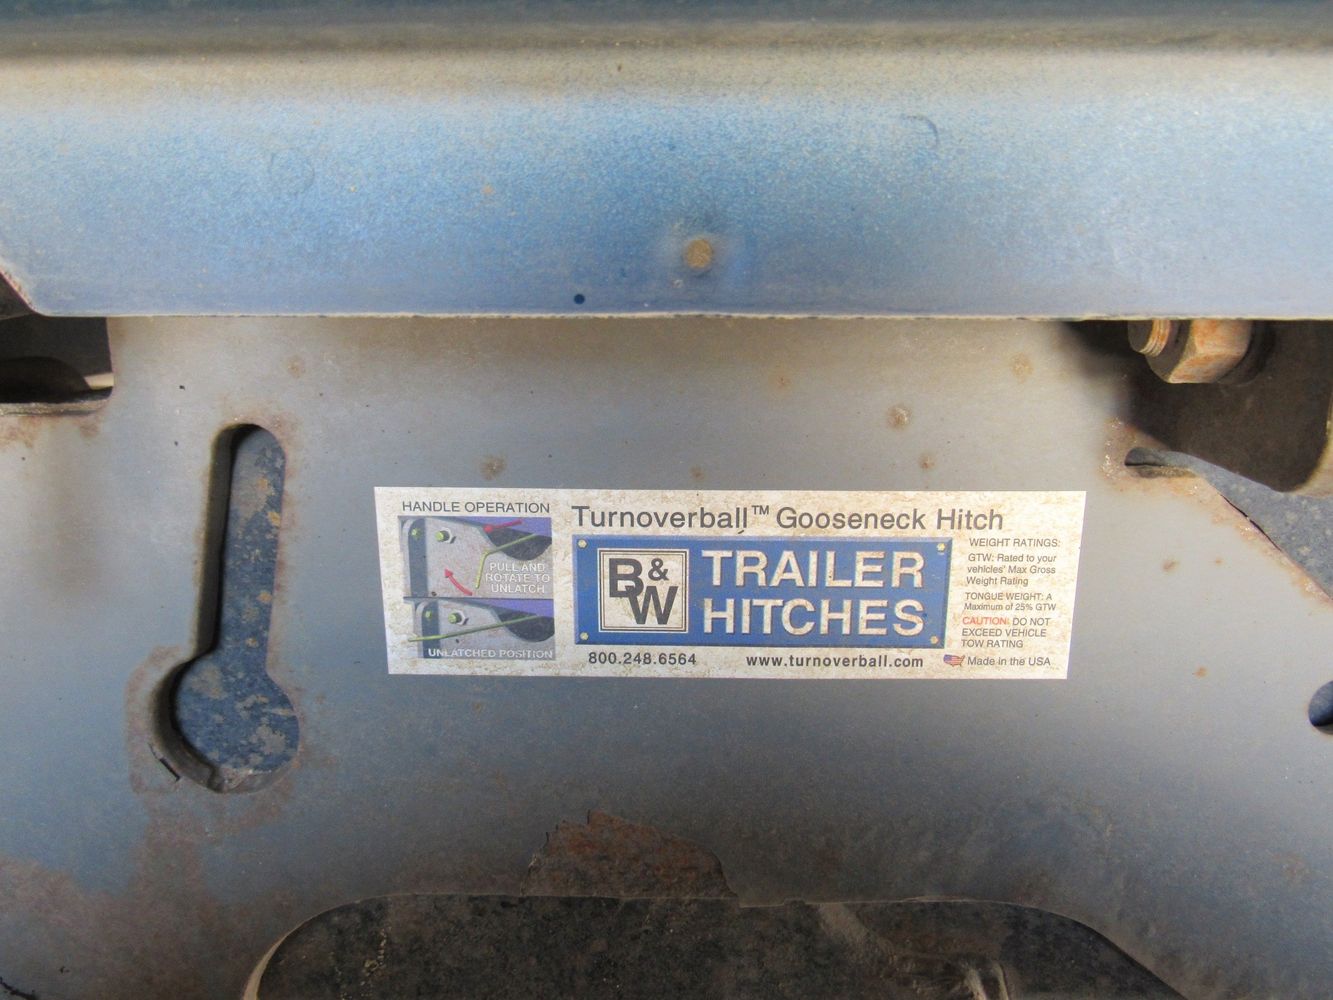 HANDLE OPERATION
PULL AND
ROTATE TO
UNLATCH
UNLATCHED POSITION
Turnoverball™ Gooseneck Hitch
B&W
TRAILER
HITCHES
800.248.6564
www.turnoverball.com
WEIGHT RATINGS:
GTW: Rated to your
vehicles' Max Gross
Weight Rating
TONGUE WEIGHT: A
Maximum of 25% GTW
CAUTION: DO NOT
EXCEED VEHICLE
TOW RATING
Made in the USA